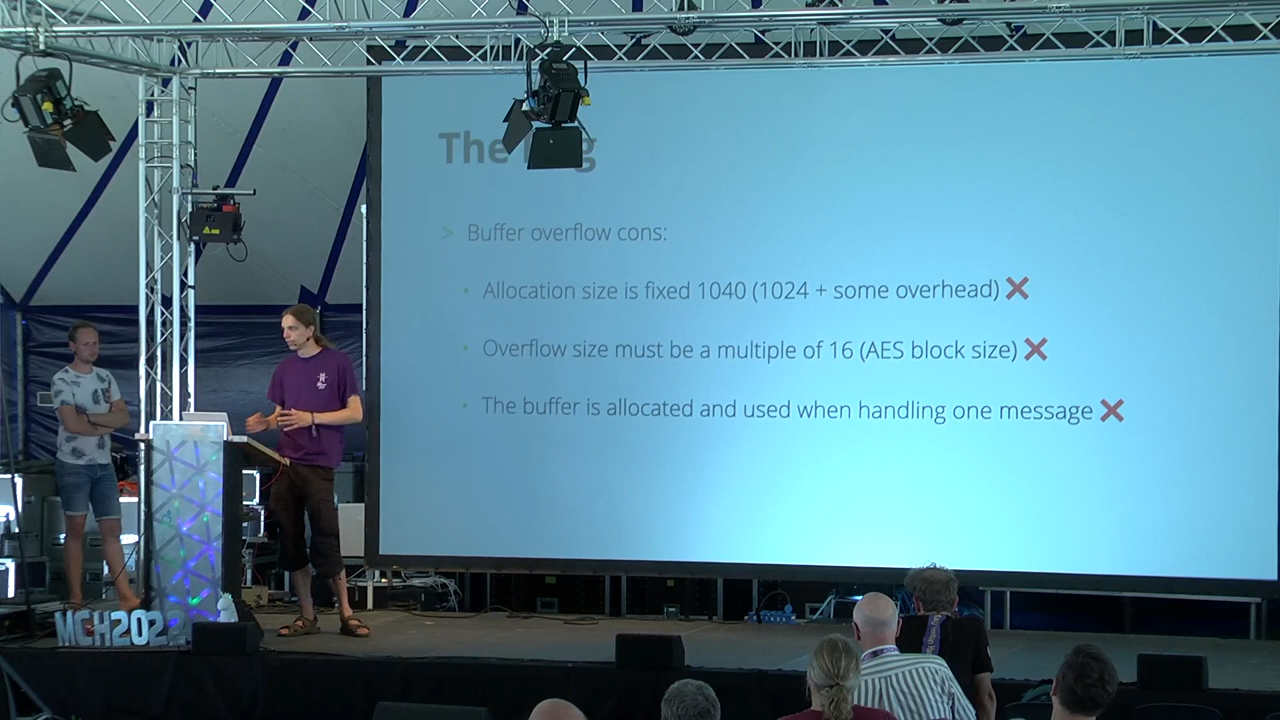 The
> Buffer overflow cons:
• Allocation size is fixed 1040 (1024 + some overhead) ❌
• Overflow size must be a multiple of 16 (AES block size) ❌
• The buffer is allocated and used when handling one message ❌
MCH2022